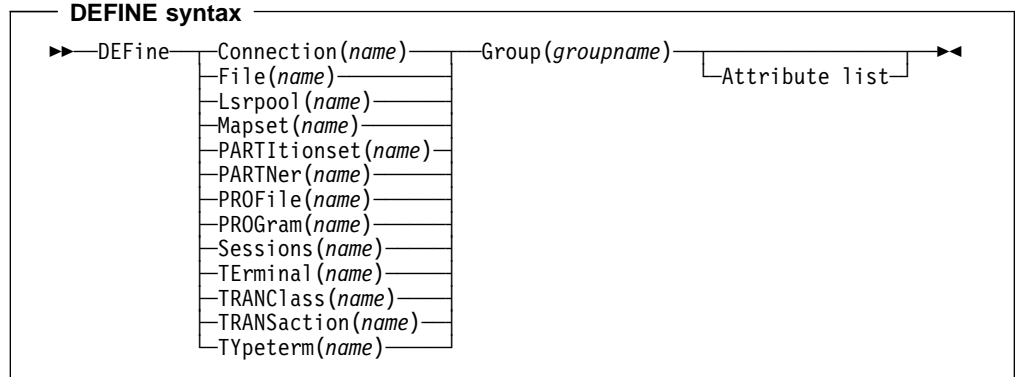 DEFINE syntax
DEFine Connection(name) Group(groupname)
File(name) Attribute list
Lsrpool(name)
Mapset(name)
PARTItionset(name)
PARTNer(name)
PROFile(name)
PROGram(name)
Sessions(name)
TErminal(name)
TRANClass(name)
TRANSaction(name)
TYpeterm(name)